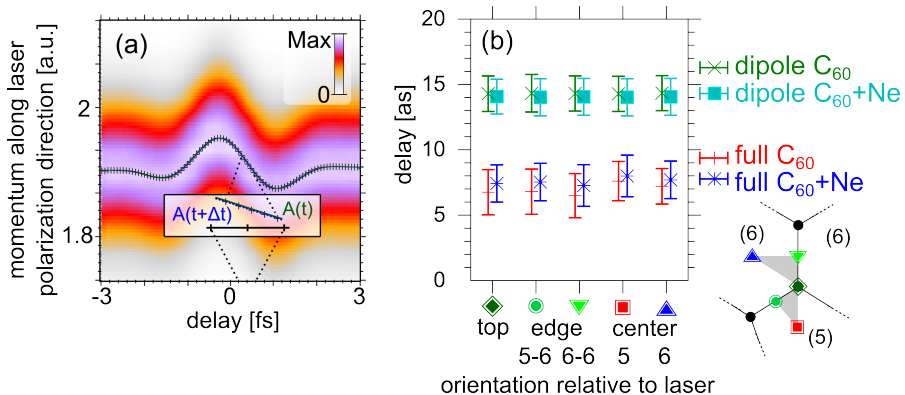 (a)
Max
0
momentum along laser
polarization direction [a.u.]
2
1.8
A(t+Δt)
A(t)
-3
0
3
delay [fs]
(b)
20
15
10
5
0
delay [as]
top
edge
center
5-6
6-6
5
6
orientation relative to laser
dipole C60
dipole C60+Ne
full C60
full C60+Ne
(6)
(6)
(5)